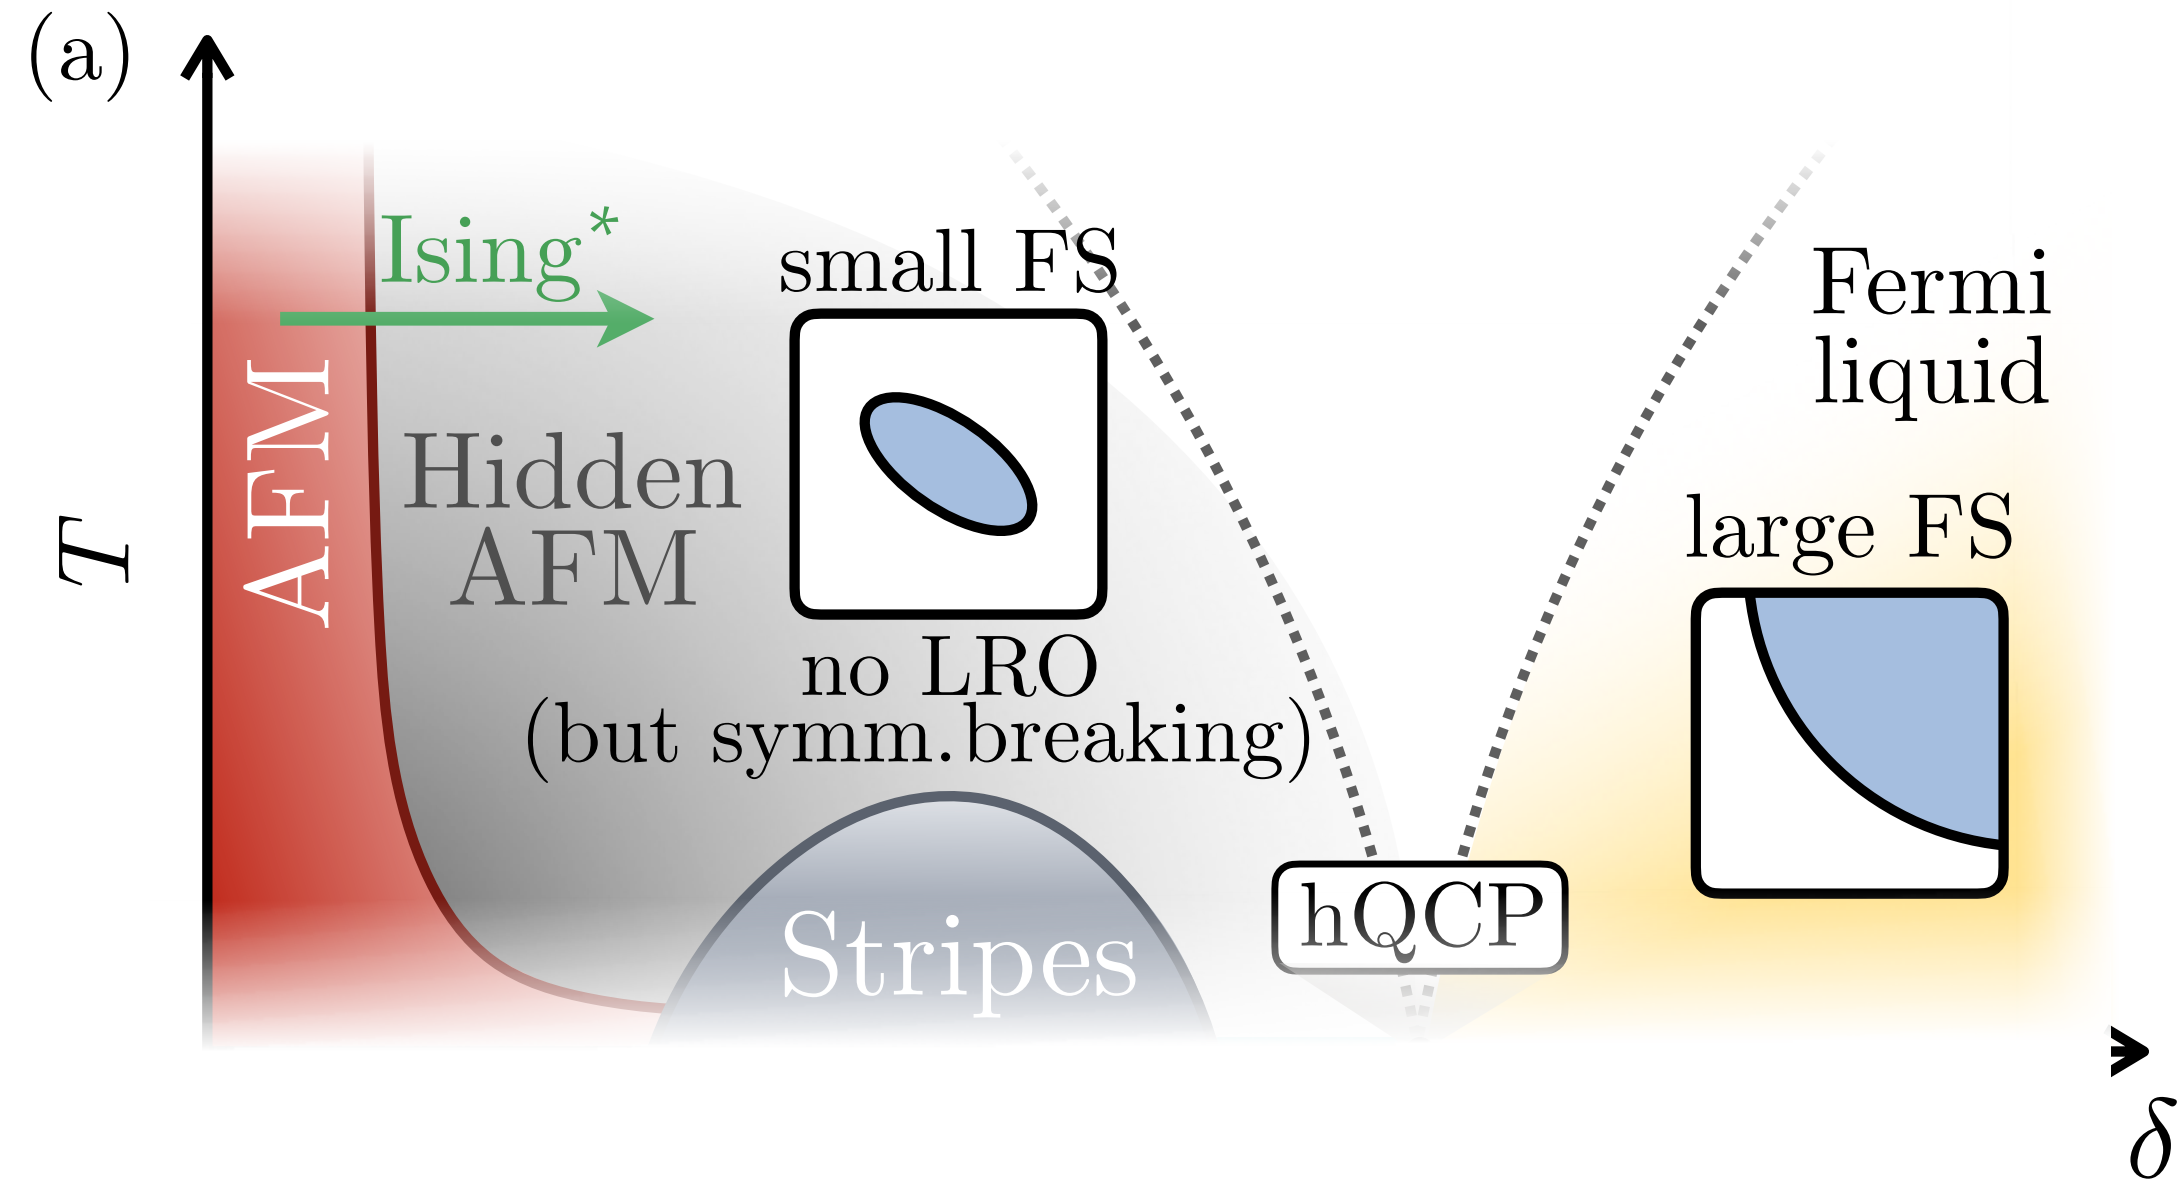 (a)
T
AFM
Ising*
Hidden
AFM
small FS
no LRO
(but symm.breaking)
Stripes
hQCP
Fermi
liquid
large FS
δ